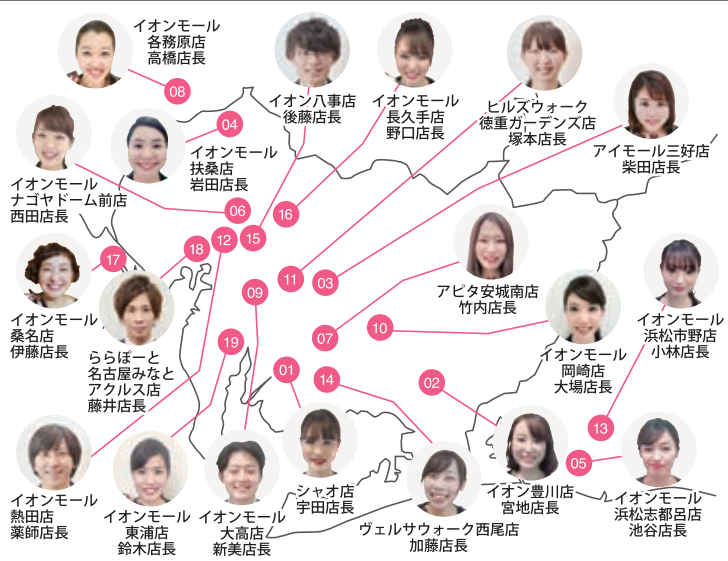 イオンモール
各務原店
高橋店長
08
イオン八事店
後藤店長
イオンモール
長久手店
野口店長
ヒルズウォーク
徳重ガーデンズ店
塚本店長
アイモール三好店
柴田店長
04
イオンモール
扶桑店
岩田店長
イオンモール
ナゴヤドーム前店
西田店長
06
16
12
15
18
17
11
03
09
アピタ安城南店
竹内店長
イオンモール
桑名店
伊藤店長
ららぽーと
名古屋みなと
アクルス店
藤井店長
19
07
10
イオンモール
岡崎店
大場店長
イオンモール
浜松市野店
小林店長
01
14
02
13
05
イオンモール
熱田店
薬師店長
イオンモール
東浦店
鈴木店長
イオンモール
大高店
新美店長
シャオ店
宇田店長
ヴェルサウォーク西尾店
加藤店長
イオン豊川店
宮地店長
イオンモール
浜松志都呂店
池谷店長